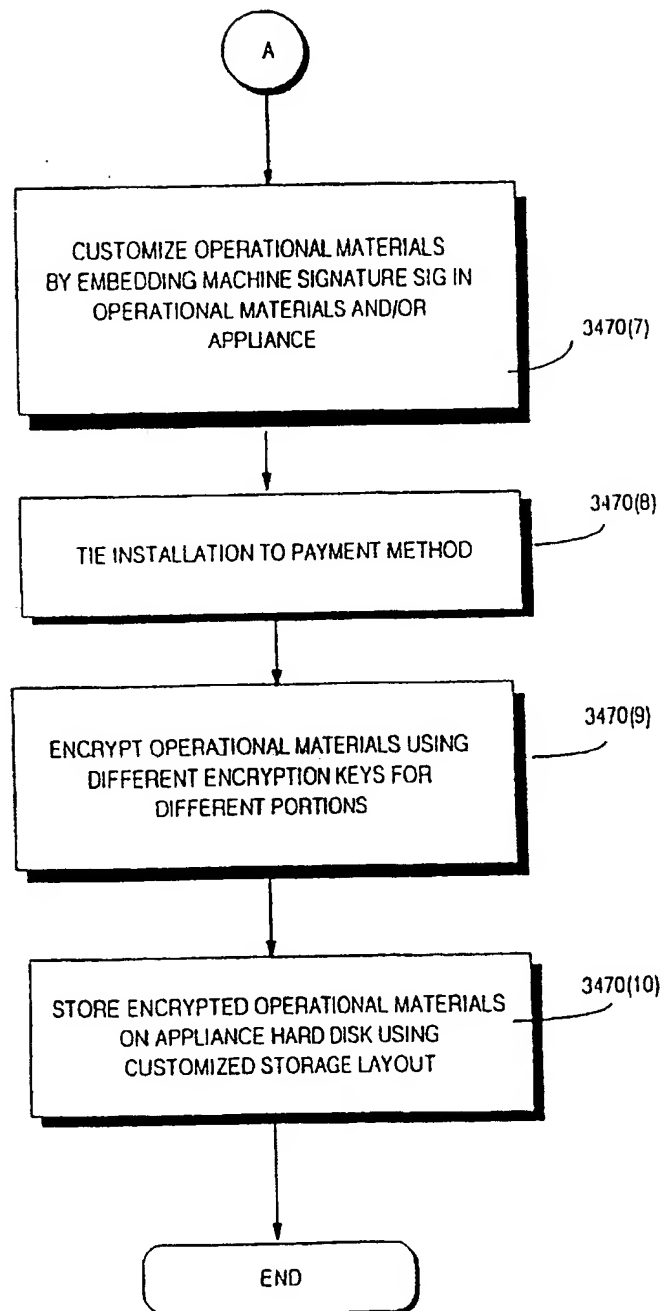 A
CUSTOMIZE OPERATIONAL MATERIALS
BY EMBEDDING MACHINE SIGNATURE SIG IN
OPERATIONAL MATERIALS AND/OR
APPLIANCE
3470(7)
TIE INSTALLATION TO PAYMENT METHOD
3470(8)
ENCRYPT OPERATIONAL MATERIALS USING
DIFFERENT ENCRYPTION KEYS FOR
DIFFERENT PORTIONS
3470(9)
STORE ENCRYPTED OPERATIONAL MATERIALS
ON APPLIANCE HARD DISK USING
CUSTOMIZED STORAGE LAYOUT
3470(10)
END